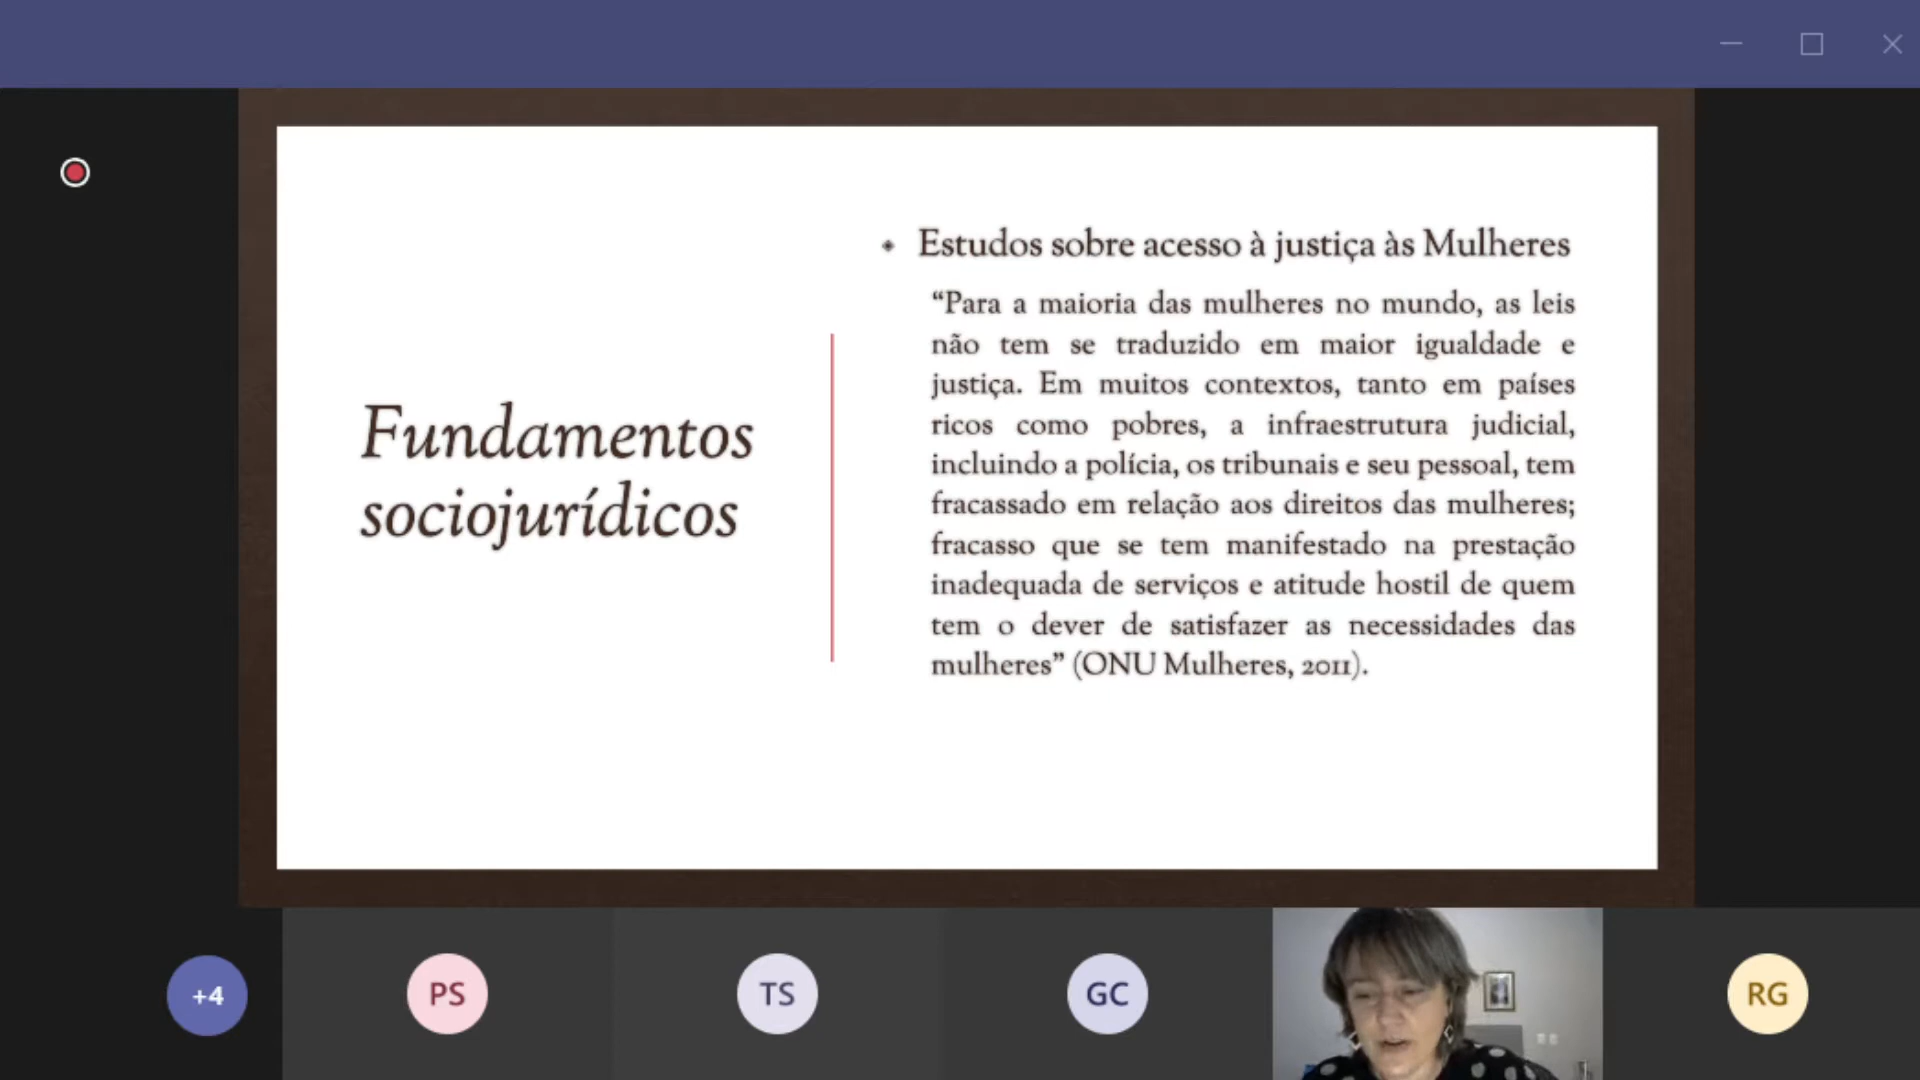 Estudos sobre acesso à justiça às Mulheres
“Para a maioria das mulheres no mundo, as leis
não tem se traduzido em maior igualdade e
justiça. Em muitos contextos, tanto em países
ricos como pobres, a infraestrutura judicial,
incluindo a polícia, os tribunais e seu pessoal, tem
fracassado em relação aos direitos das mulheres;
fracasso que se tem manifestado na prestação
inadequada de serviços e atitude hostil de quem
tem o dever de satisfazer as necessidades das
mulheres” (ONU Mulheres, 2011).
Fundamentos
sociojurídicos
+4
PS
TS
GC
RG